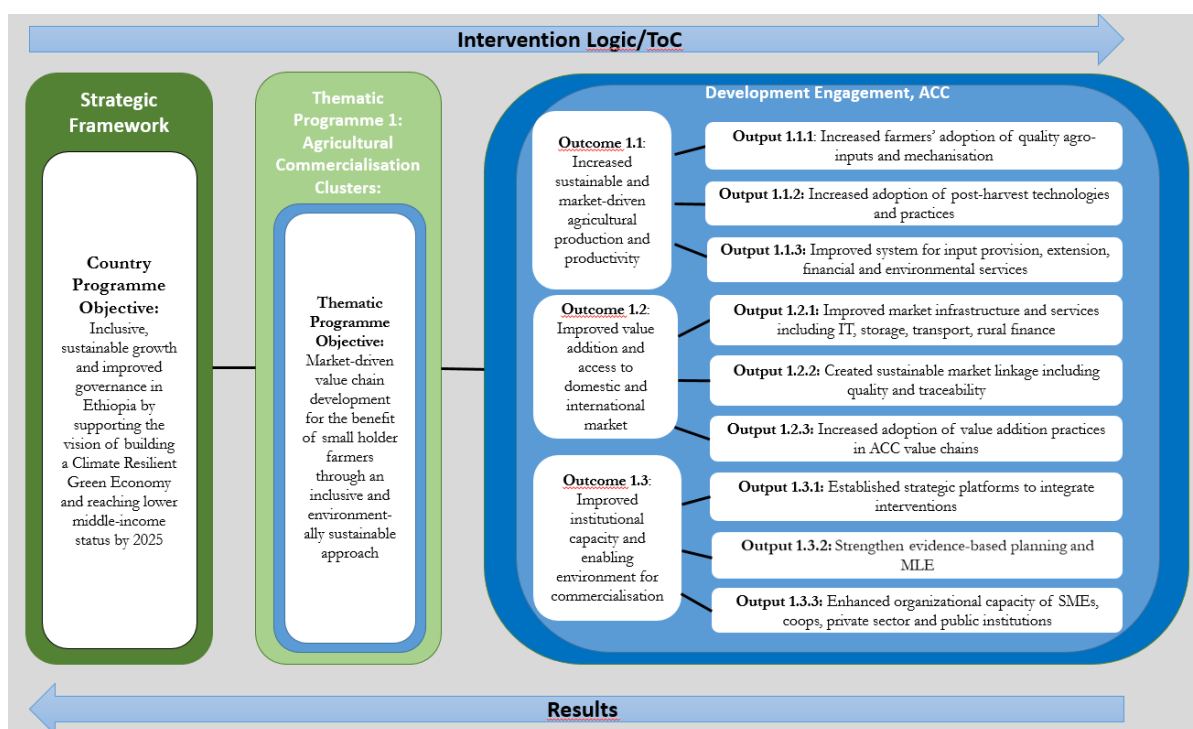 Intervention Logic/ToC
Strategic
Framework
Country
Programme
Objective:
Inclusive,
sustainable growth
and improved
governance in
Ethiopia by
supporting the
vision of building
a Climate Resilient
Green Economy
and reaching lower
middle-income
status by 2025
Thematic
Programme 1:
Agricultural
Commercialisation
Clusters:
Thematic
Programme
Objective:
Market-driven
value chain
development
for the benefit
of small holder
farmers
through an
inclusive and
environment-
ally sustainable
approach
Development Engagement, ACC
Outcome 1.1:
Increased
sustainable and
market-driven
agricultural
production and
productivity
Output 1.1.1: Increased farmers’ adoption of quality agro-
inputs and mechanisation
Output 1.1.2: Increased adoption of post-harvest technologies
and practices
Output 1.1.3: Improved system for input provision, extension,
financial and environmental services
Outcome 1.2:
Improved value
addition and
access to
domestic and
international
market
Output 1.2.1: Improved market infrastructure and services
including IT, storage, transport, rural finance
Output 1.2.2: Created sustainable market linkage including
quality and traceability
Output 1.2.3: Increased adoption of value addition practices
in ACC value chains
Outcome 1.3:
Improved
institutional
capacity and
enabling
environment for
commercialisation
Output 1.3.1: Established strategic platforms to integrate
interventions
Output 1.3.2: Strengthen evidence-based planning and
MLE
Output 1.3.3: Enhanced organizational capacity of SMEs,
coops, private sector and public institutions
Results